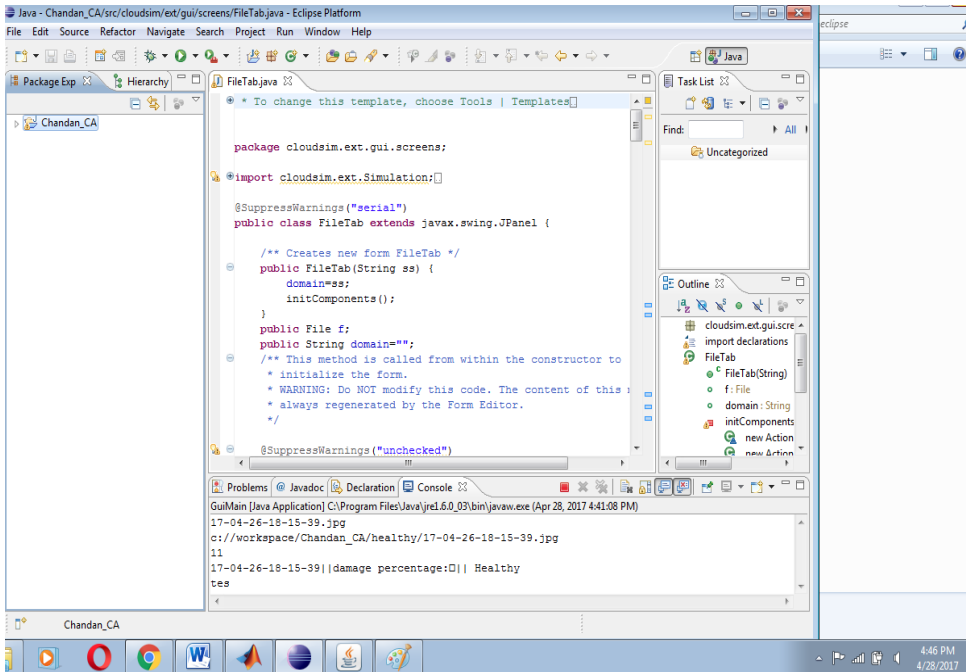 Java - Chandan_CA/src/cloudsim/ext/gui/screens/FileTab.java - Eclipse Platform
eclipse
File Edit Source Refactor Navigate Search Project Run Window Help
Java
Package Exp
Hierarchy
FileTab.java
Task List
Chandan_CA
* To change this template, choose Tools | Templates
package cloudsim.ext.gui.screens;
import cloudsim.ext.Simulation;
@SuppressWarnings("serial")
public class FileTab extends javax.swing.JPanel {
/** Creates new form FileTab */
public FileTab(String ss) {
domain=ss;
initComponents();
}
public File f;
public String domain="";
/** This method is called from within the constructor to
* initialize the form.
* WARNING: Do NOT modify this code. The content of this
* always regenerated by the Form Editor.
*/
@SuppressWarnings("unchecked")
Find:
All
Uncategorized
Outline
cloudsim.ext.gui.scre
import declarations
FileTab
FileTab(String)
f : File
domain : String
initComponents
new Action
new Action
Problems @ Javadoc Declaration Console
GuiMain [Java Application] C:\Program Files\Java\jre1.6.0_03\bin\javaw.exe (Apr 28, 2017 4:41:08 PM)
17-04-26-18-15-39.jpg
c://workspace/Chandan_CA/healthy/17-04-26-18-15-39.jpg
11
17-04-26-18-15-39||damage percentage:□|| Healthy
tes
Chandan_CA
4:46 PM
4/28/2017